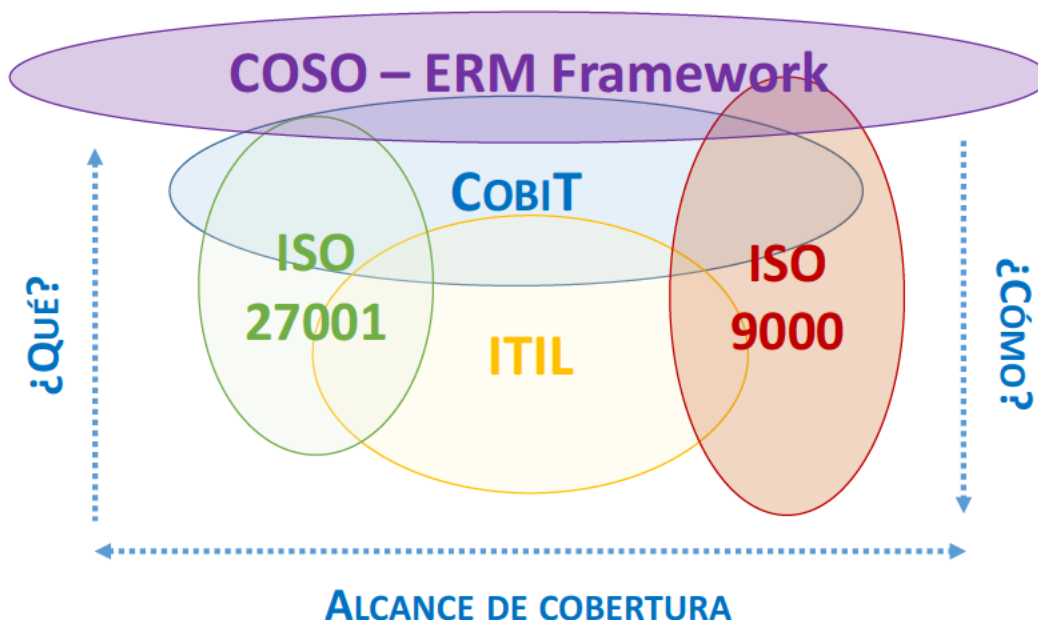 COSO – ERM Framework
COBIT
ISO
27001
ISO
9000
ITIL
¿QUÉ?
¿CÓMO?
ALCANCE DE COBERTURA